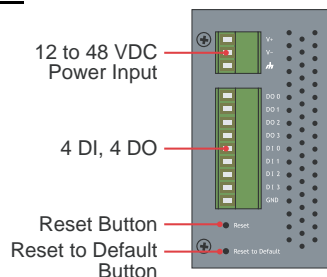 12 to 48 VDC
Power Input
V+
V-
4 DI, 4 DO
DO 0
DO 1
DO 2
DO 3
DI 0
DI 1
DI 2
DI 3
GND
Reset Button
Reset
Reset to Default
Button
Reset to Default